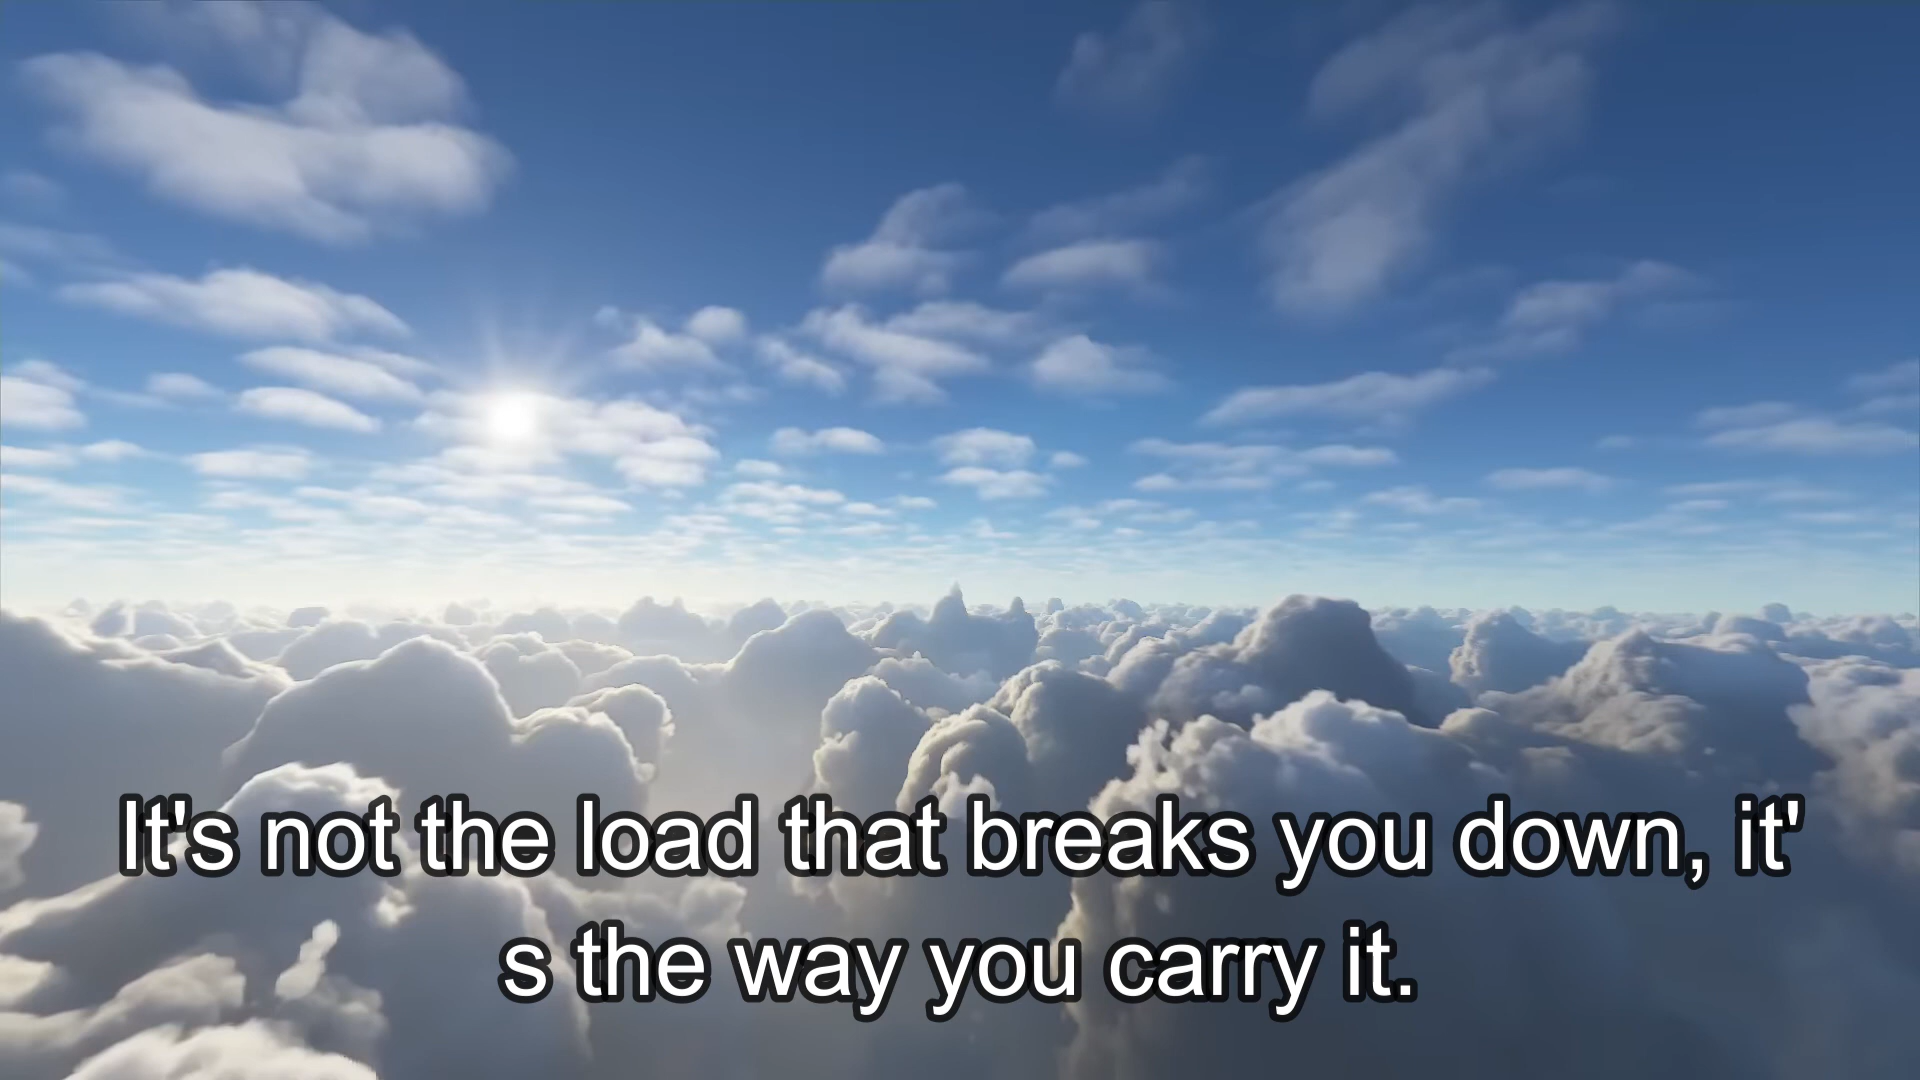 It's not the load that breaks you down, it'
s the way you carry it.